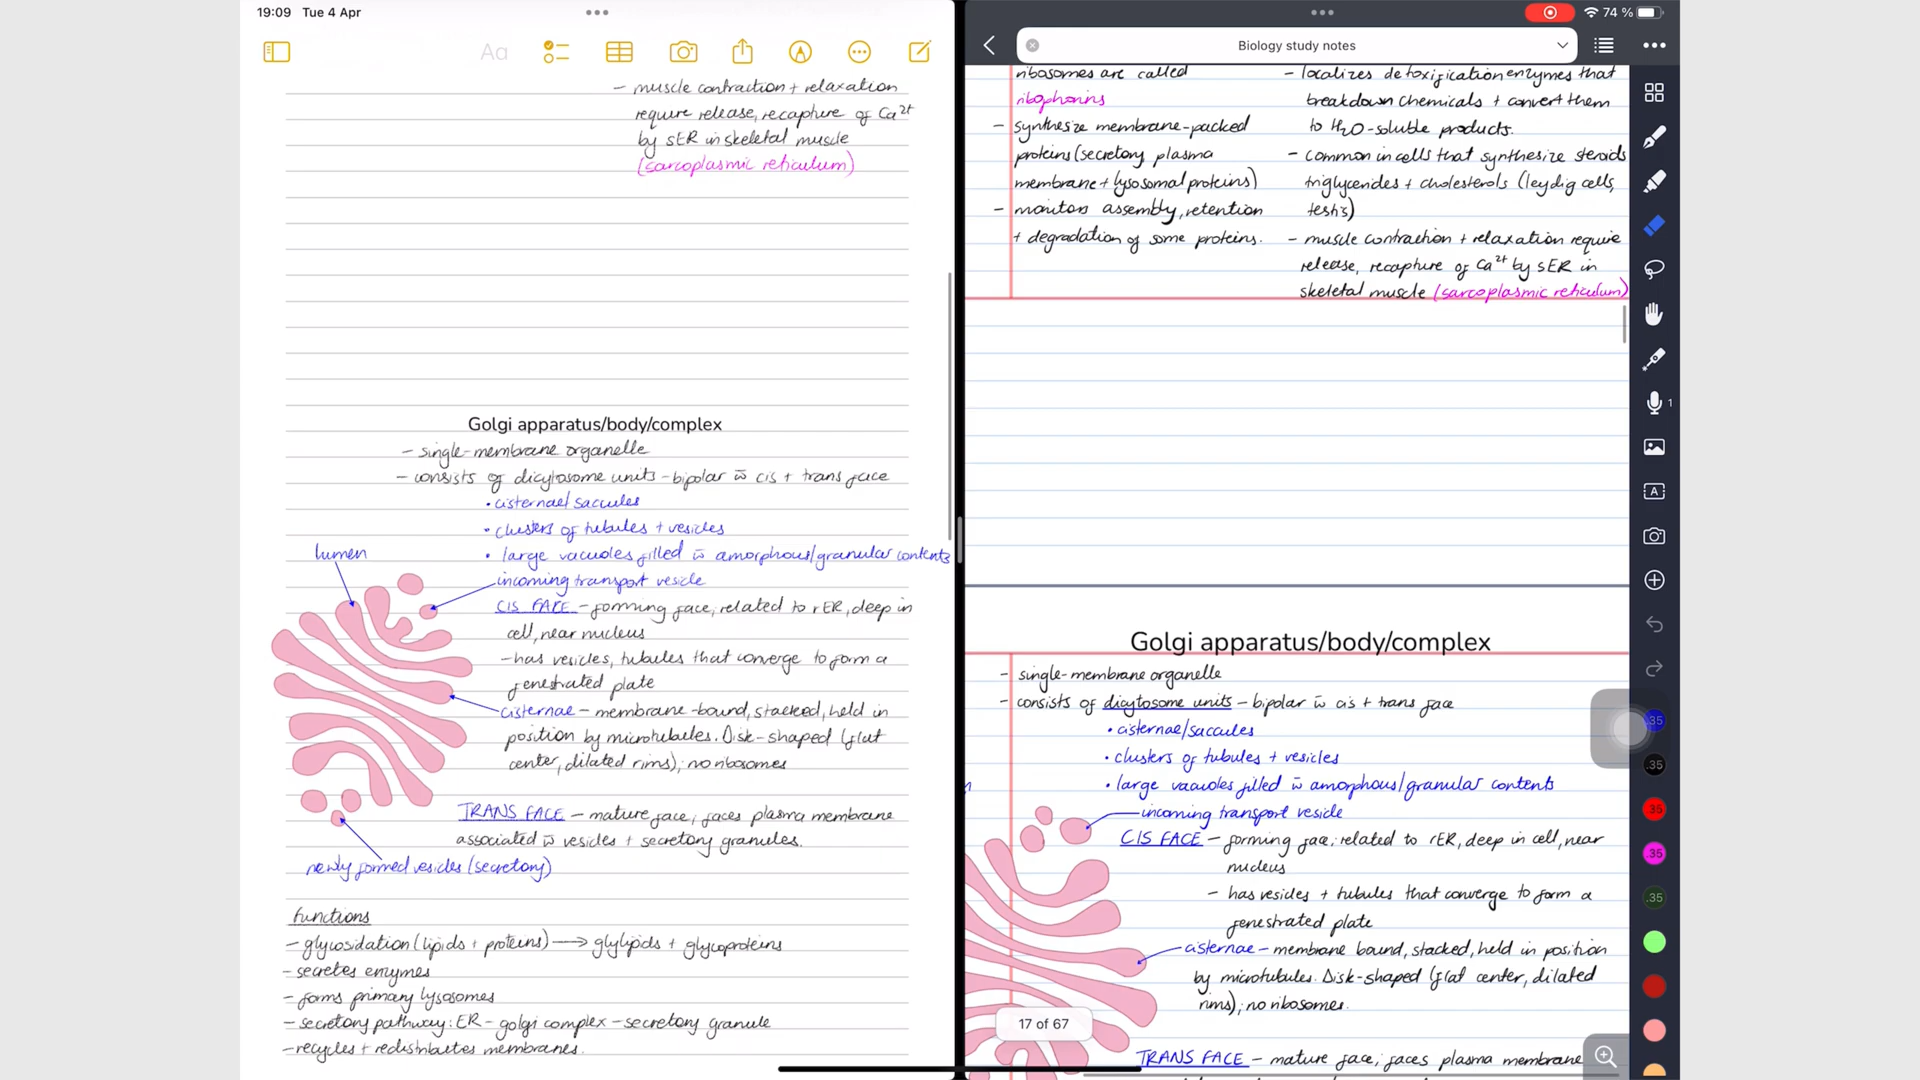 19:09 Tue 4 Apr
Aa
- muscle contraction + relaxation
require release, recapture of Ca2+
by sER in skeletal muscle
(sarcoplasmic reticulum)
Golgi apparatus/body/complex
- single-membrane organelle
- consists of dicytosome units - bipolar w̄ cis + trans face
• cisternae/ saccules
• clusters of tubules + vesicles
• large vacuoles filled w̄ amorphous/granular contents
lumen
incoming transport vesicle
CIS FACE - forming face, related to rER, deep in
cell, near nucleus
- has vesicles, tubules that converge to form a
fenestrated plate
cisternae - membrane-bound, stacked, held in
position by microtubules. Disk-shaped (flat
center, dilated rims); no ribosomes
TRANS FACE - mature face, faces plasma membrane
associated w̄ vesicles + secretory granules.
newly formed vesicles (secretory)
Functions
- glycosidation (lipids + proteins) → glylipids + glycoproteins
- secretes enzymes
- forms primary lysosomes
- secretory pathway: ER - golgi complex - secretory granule
- recycles + redistributes membranes.
74 %
Biology study notes
ribosomes are called
ribophorins
- synthesize membrane-packed
proteins (secretory, plasma
membrane + lysosomal proteins)
- monitors assembly, retention
+ degradation of some proteins.
- localizes detoxification enzymes that
breakdown chemicals + convert them
to H2O-soluble products.
- common in cells that synthesize steroids
triglycerides + cholesterols (leydig cells,
testis)
- muscle contraction + relaxation require
release, recapture of Ca2+ by sER in
skeletal muscle (sarcoplasmic reticulum)
Golgi apparatus/body/complex
- single-membrane organelle
- consists of dicytosome units - bipolar w̄ cis + trans face
• cisternae/saccules
• clusters of tubules + vesicles
• large vacuoles filled w̄ amorphous/granular contents
incoming transport vesicle
CIS FACE - forming face; related to rER, deep in cell, near
nucleus
- has vesicles + tubules that converge to form a
fenestrated plate
cisternae - membrane bound, stacked, held in position
by microtubules. Disk-shaped (flat center, dilated
rims); no ribosomes.
TRANS FACE - mature face; faces plasma membrane
17 of 67
1
A
.35
.35
.35
.35
.35